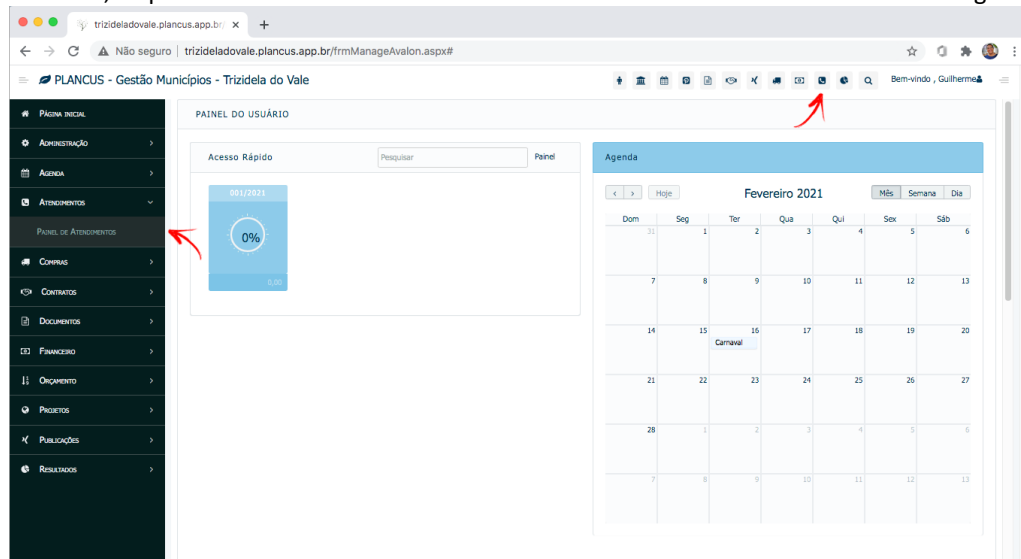 trizideladovale.plancus.app.br/
Não seguro | trizideladovale.plancus.app.br/frmManageAvalon.aspx#
PLANCUS - Gestão Municípios - Trizidela do Vale
Bem-vindo , Guilherme
Página inicial
Administração
Agenda
Atendimentos
Painel de Atendimentos
Compras
Contratos
Documentos
Financeiro
Orçamento
Projetos
Publicações
Resultados
PAINEL DO USUÁRIO
Acesso Rápido Pesquisar Painel
001/2021
0%
0,00
Agenda
Hoje Fevereiro 2021 Mês Semana Dia
Dom Seg Ter Qua Qui Sex Sáb
31 1 2 3 4 5 6
7 8 9 10 11 12 13
14 15 16 17 18 19 20
Carnaval
21 22 23 24 25 26 27
28 1 2 3 4 5 6
7 8 9 10 11 12 13